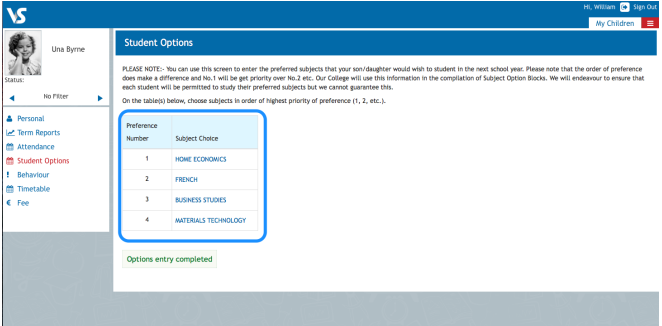 VS
Hi, William Sign Out
My Children
Una Byrne
Status:
No Filter
Personal
Term Reports
Attendance
Student Options
Behaviour
Timetable
Fee
Student Options
PLEASE NOTE:- You can use this screen to enter the preferred subjects that your son/daughter would wish to student in the next school year. Please note that the order of preference
does make a difference and No.1 will be get priority over No.2 etc. Our College will use this information in the compilation of Subject Option Blocks. We will endeavour to ensure that
each student will be permitted to study their preferred subjects but we cannot guarantee this.
On the table(s) below, choose subjects in order of highest priority of preference (1, 2, etc.).
Preference
Number Subject Choice
1 HOME ECONOMICS
2 FRENCH
3 BUSINESS STUDIES
4 MATERIALS TECHNOLOGY
Options entry completed